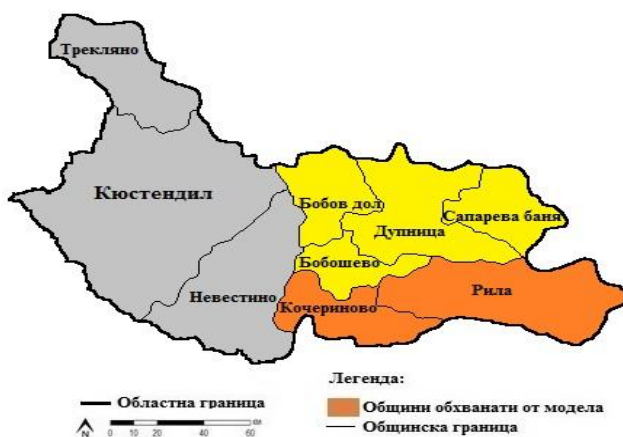 Трекляно
Кюстендил
Бобов дол
Сапарева баня
Дупница
Бобошево
Невестино
Кочериново
Рила
Легенда:
Областна граница
Общини обхванати от модела
Общинска граница
N
0 10 20 40 60